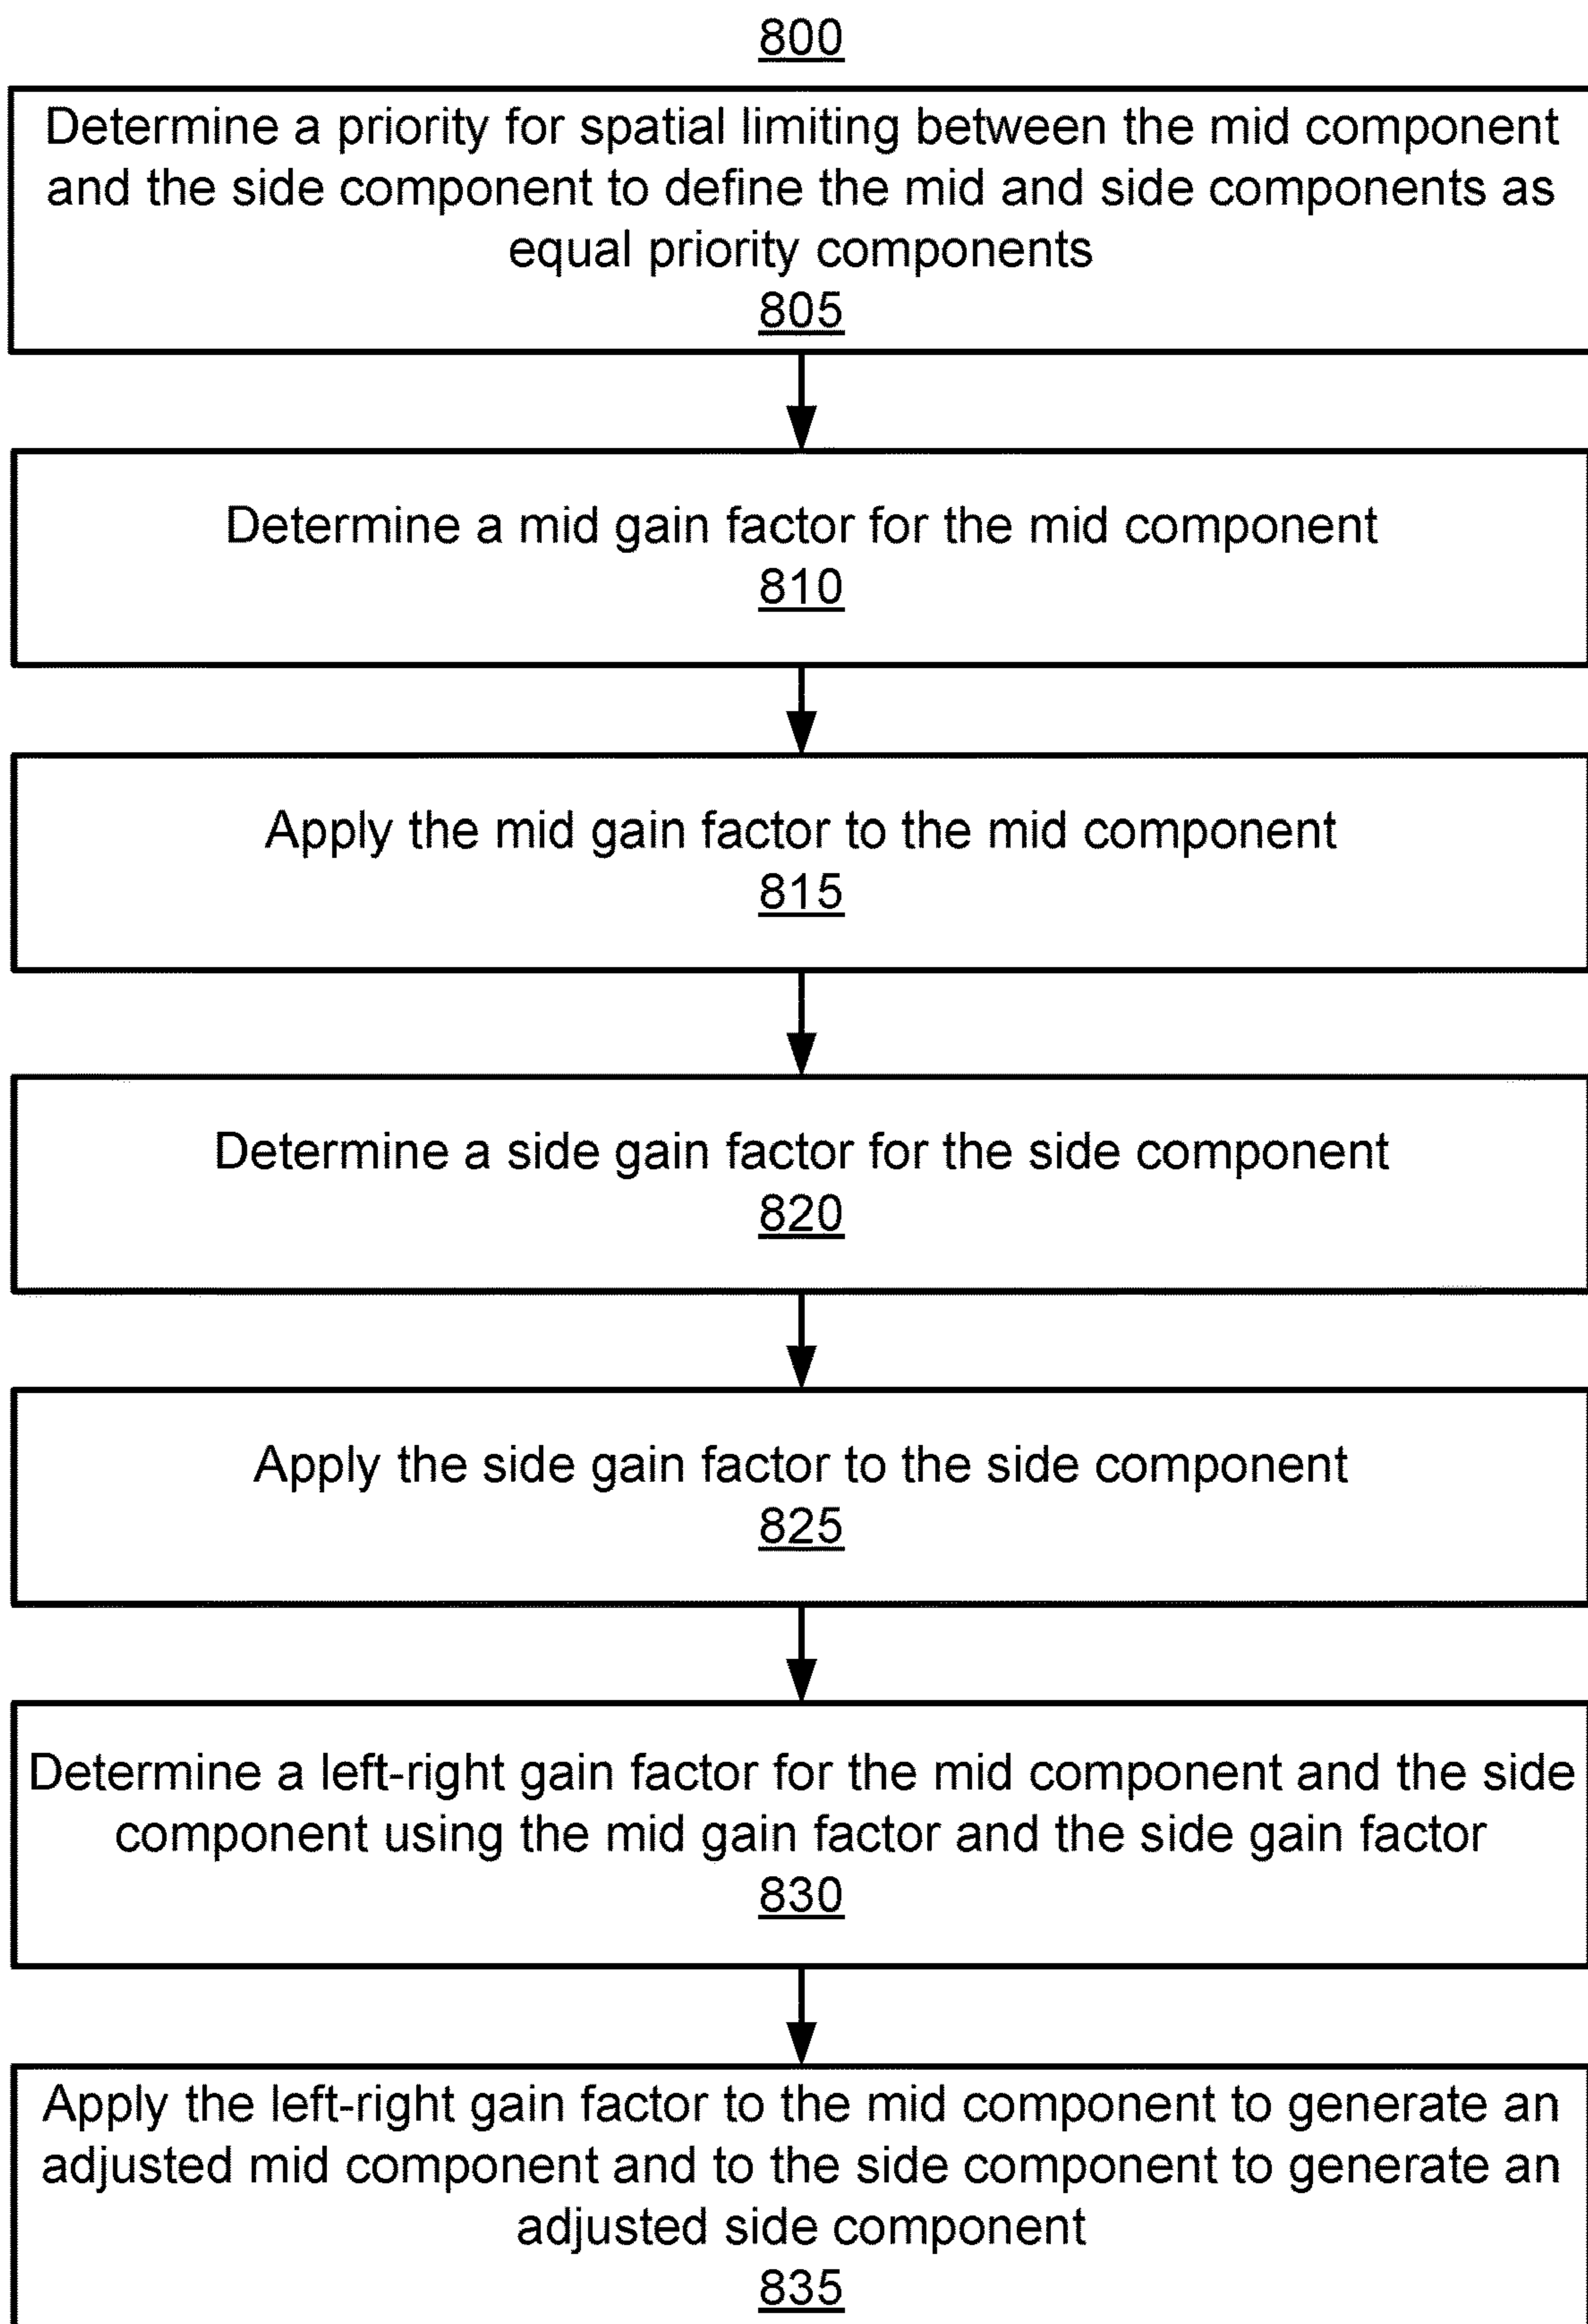 800
Determine a priority for spatial limiting between the mid component
and the side component to define the mid and side components as
equal priority components
805
Determine a mid gain factor for the mid component
810
Apply the mid gain factor to the mid component
815
Determine a side gain factor for the side component
820
Apply the side gain factor to the side component
825
Determine a left-right gain factor for the mid component and the side
component using the mid gain factor and the side gain factor
830
Apply the left-right gain factor to the mid component to generate an
adjusted mid component and to the side component to generate an
adjusted side component
835